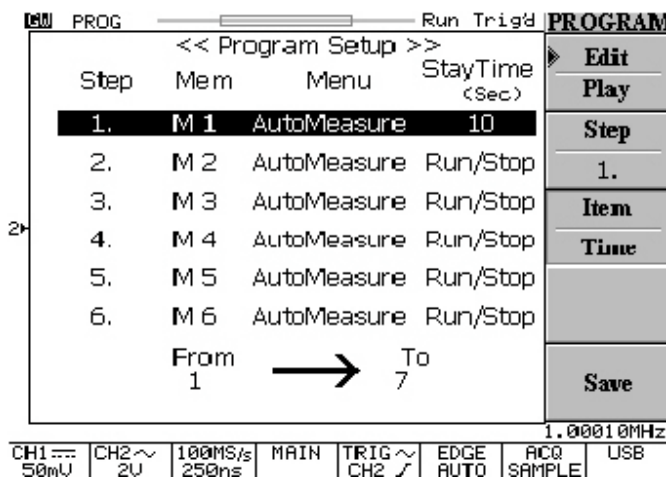 GW PROG Run Trig'd PROGRAM
<< Program Setup >>
Step Mem Menu StayTime
(Sec)
1. M 1 AutoMeasure 10
2. M 2 AutoMeasure Run/Stop
3. M 3 AutoMeasure Run/Stop
4. M 4 AutoMeasure Run/Stop
5. M 5 AutoMeasure Run/Stop
6. M 6 AutoMeasure Run/Stop
From To
1 7
2
Edit
Play
Step
1.
Item
Time
Save
1.00010MHz
CH1 CH2 100MS/s MAIN TRIG EDGE ACQ USB
50mV 2V 250ns CH2 AUTO SAMPLE